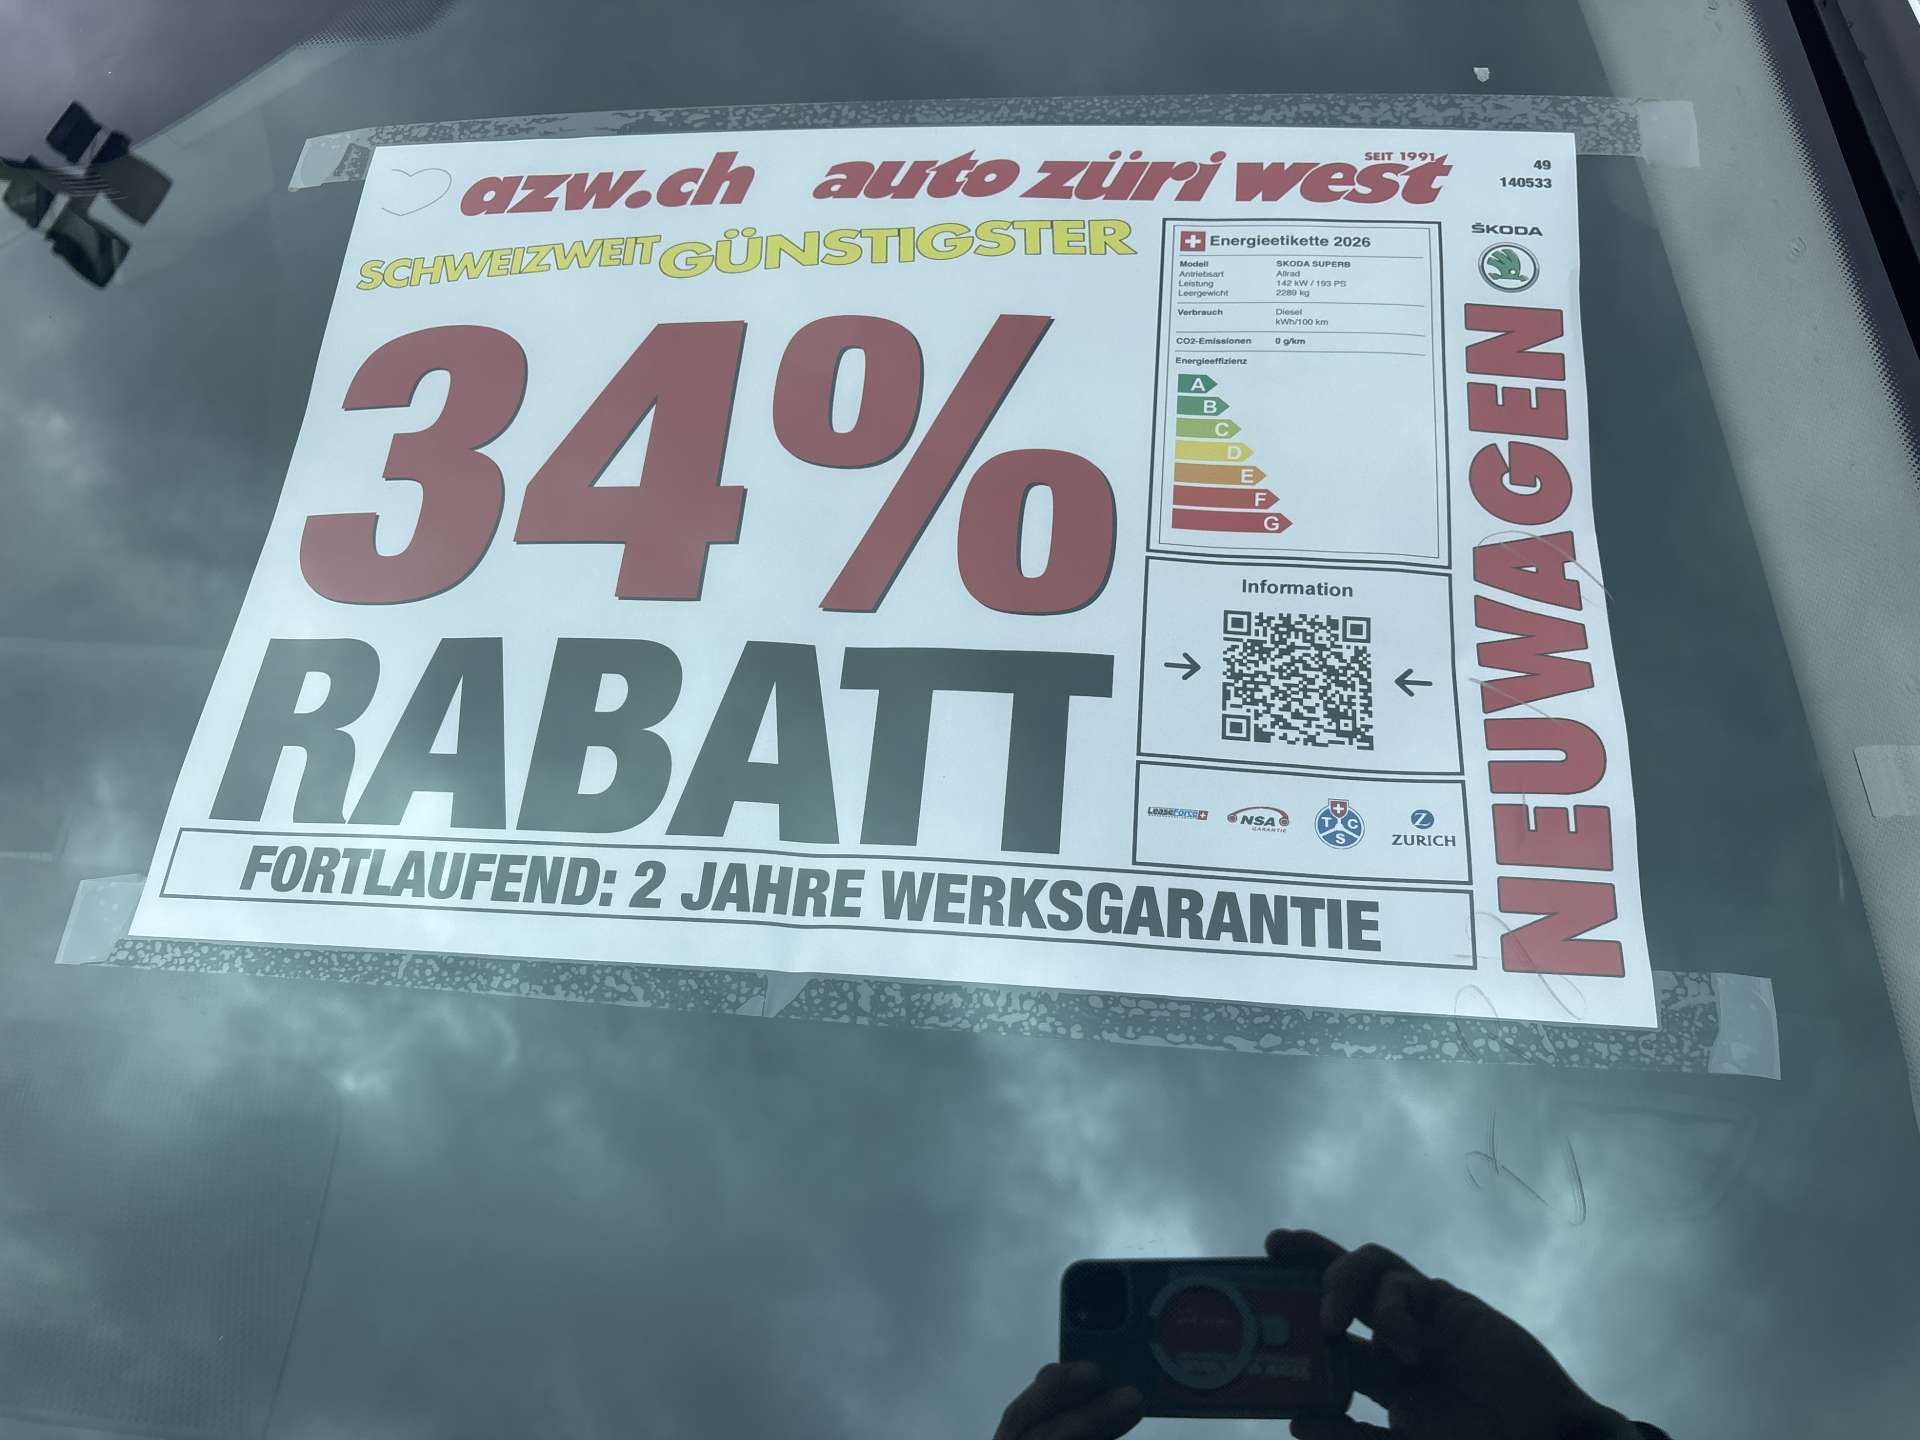 azw.ch auto züri west
SEIT 1991
49
140533
SCHWEIZWEIT GÜNSTIGSTER
34%
RABATT
Energieetikette 2026
Modell SKODA SUPERB
Antriebsart Allrad
Leistung 142 kW / 193 PS
Leergewicht 2289 kg
Verbrauch Diesel
kWh/100 km
CO2-Emissionen 0 g/km
Energieeffizienz
A
B
C
D
E
F
G
Information
LeaseForce
NSA
GARANTIE
TCS
Z
ZURICH
ŠKODA
NEUWAGEN
FORTLAUFEND: 2 JAHRE WERKSGARANTIE